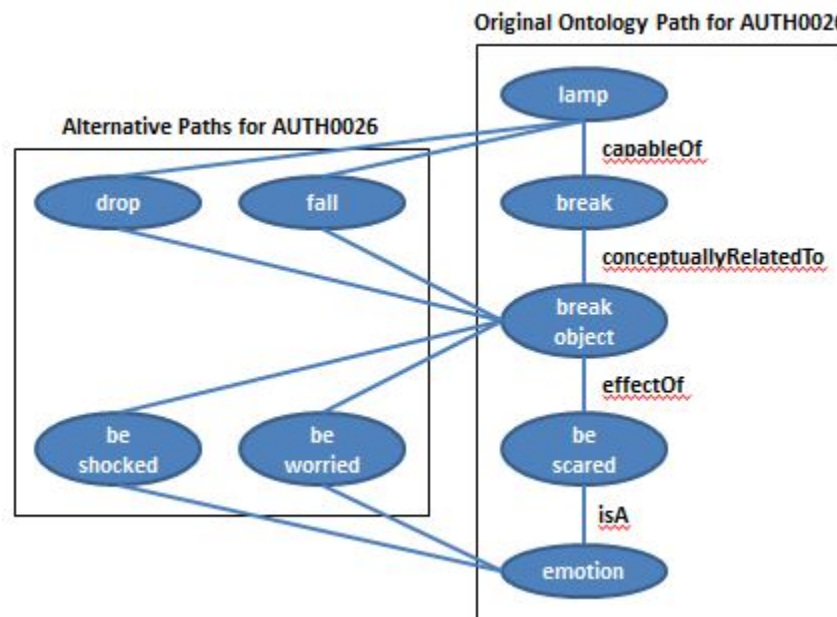 Original Ontology Path for AUTH0026
lamp
Alternative Paths for AUTH0026
capableOf
drop
fall
break
conceptuallyRelatedTo
break
object
effectOf
be
shocked
be
worried
be
scared
isA
emotion